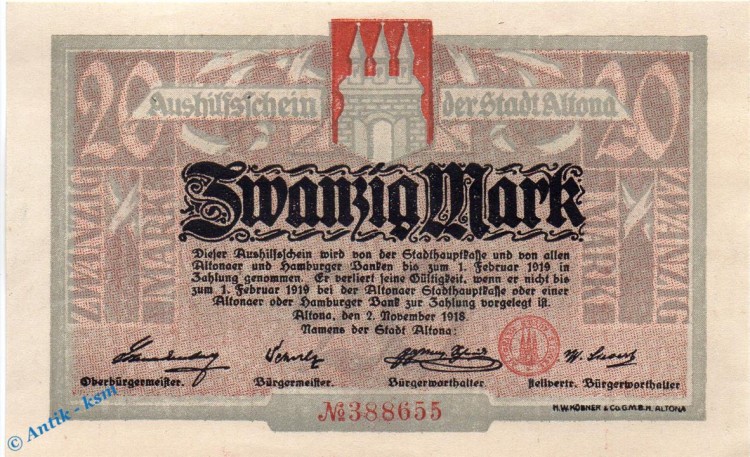 20 20
Aushilfsschein der Stadt Altona
ZWANZIG MARK MARK ZWANZIG
Zwanzig Mark
Dieser Aushilfsschein wird von der Stadthauptkasse und von allen
Altonaer und Hamburger Banken bis zum 1. Februar 1919 in
Zahlung genommen. Er verliert seine Gültigkeit, wenn er nicht bis
zum 1. Februar 1919 bei der Altonaer Stadthauptkasse oder einer
Altonaer oder Hamburger Bank zur Zahlung vorgelegt ist.
Altona, den 2. November 1918.
Namens der Stadt Altona:
Oberbürgermeister. Bürgermeister. Bürgerworthalter stellvertr. Bürgerworthalter
№388655
H.W.KÖBNER & CO.G.M.B.H. ALTONA
© Antik - ksm